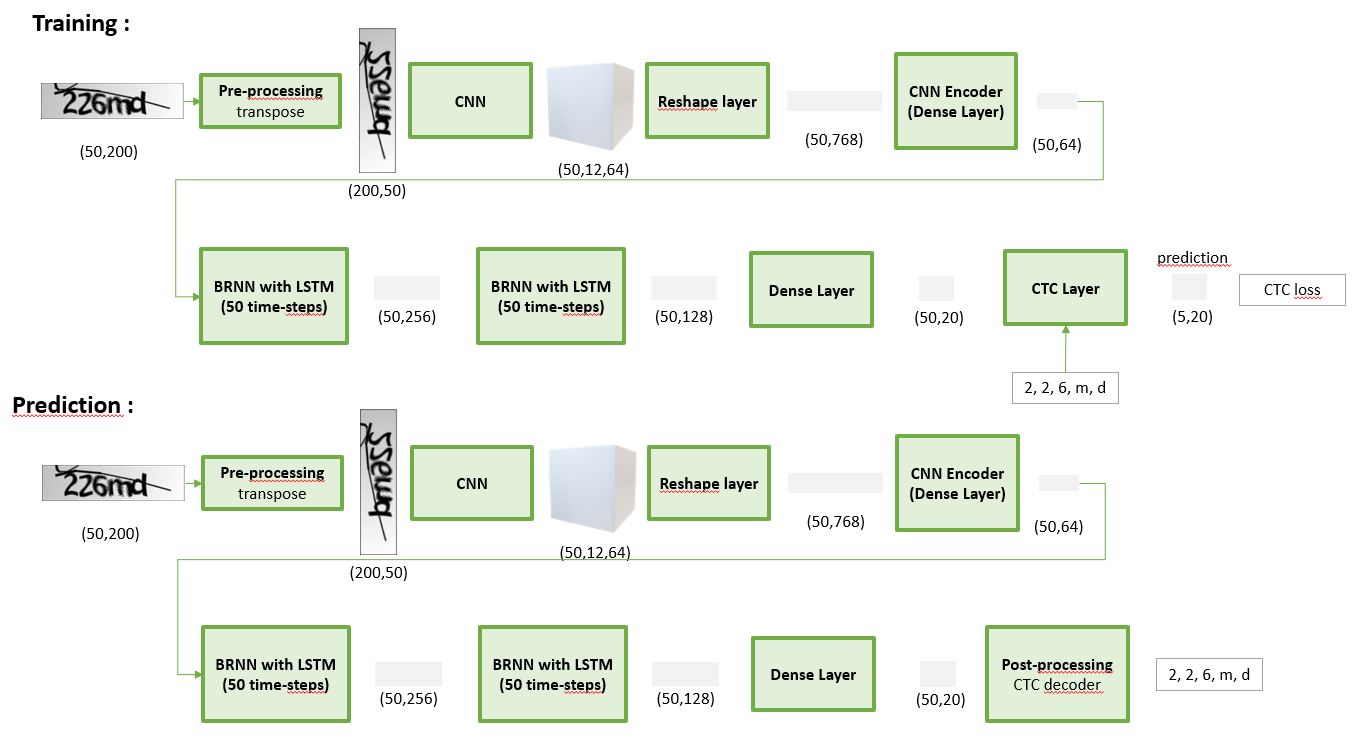 Training :
226md
Pre-processing
transpose
(50,200)
226md
(200,50)
CNN
(50,12,64)
Reshape layer
(50,768)
CNN Encoder
(Dense Layer)
(50,64)
BRNN with LSTM
(50 time-steps)
(50,256)
BRNN with LSTM
(50 time-steps)
(50,128)
Dense Layer
(50,20)
CTC Layer
2, 2, 6, m, d
prediction
(5,20)
CTC loss
Prediction :
226md
Pre-processing
transpose
(50,200)
226md
(200,50)
CNN
(50,12,64)
Reshape layer
(50,768)
CNN Encoder
(Dense Layer)
(50,64)
BRNN with LSTM
(50 time-steps)
(50,256)
BRNN with LSTM
(50 time-steps)
(50,128)
Dense Layer
(50,20)
Post-processing
CTC decoder
2, 2, 6, m, d